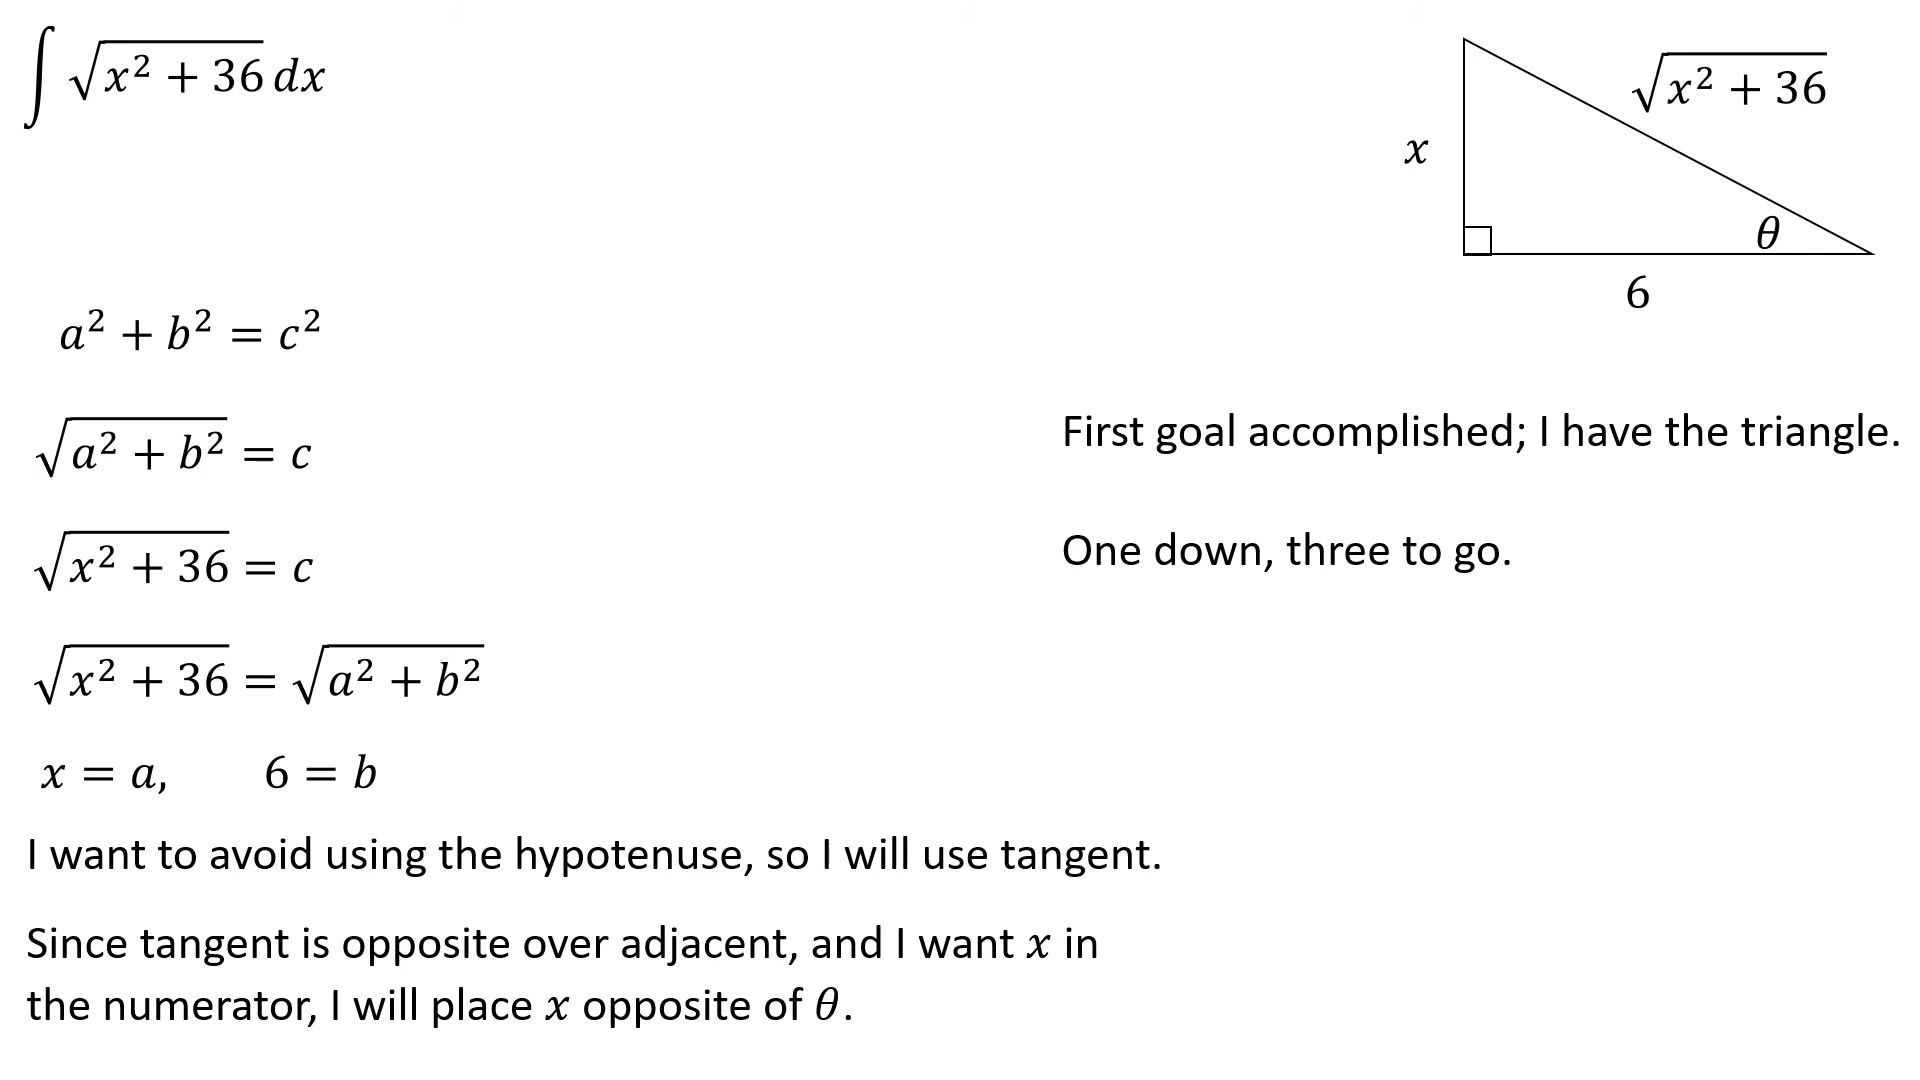 ∫ √(x² + 36) dx
√(x² + 36)
x
θ
6
a² + b² = c²
√(a² + b²) = c
√(x² + 36) = c
√(x² + 36) = √(a² + b²)
x = a, 6 = b
First goal accomplished; I have the triangle.
One down, three to go.
I want to avoid using the hypotenuse, so I will use tangent.
Since tangent is opposite over adjacent, and I want x in
the numerator, I will place x opposite of θ.